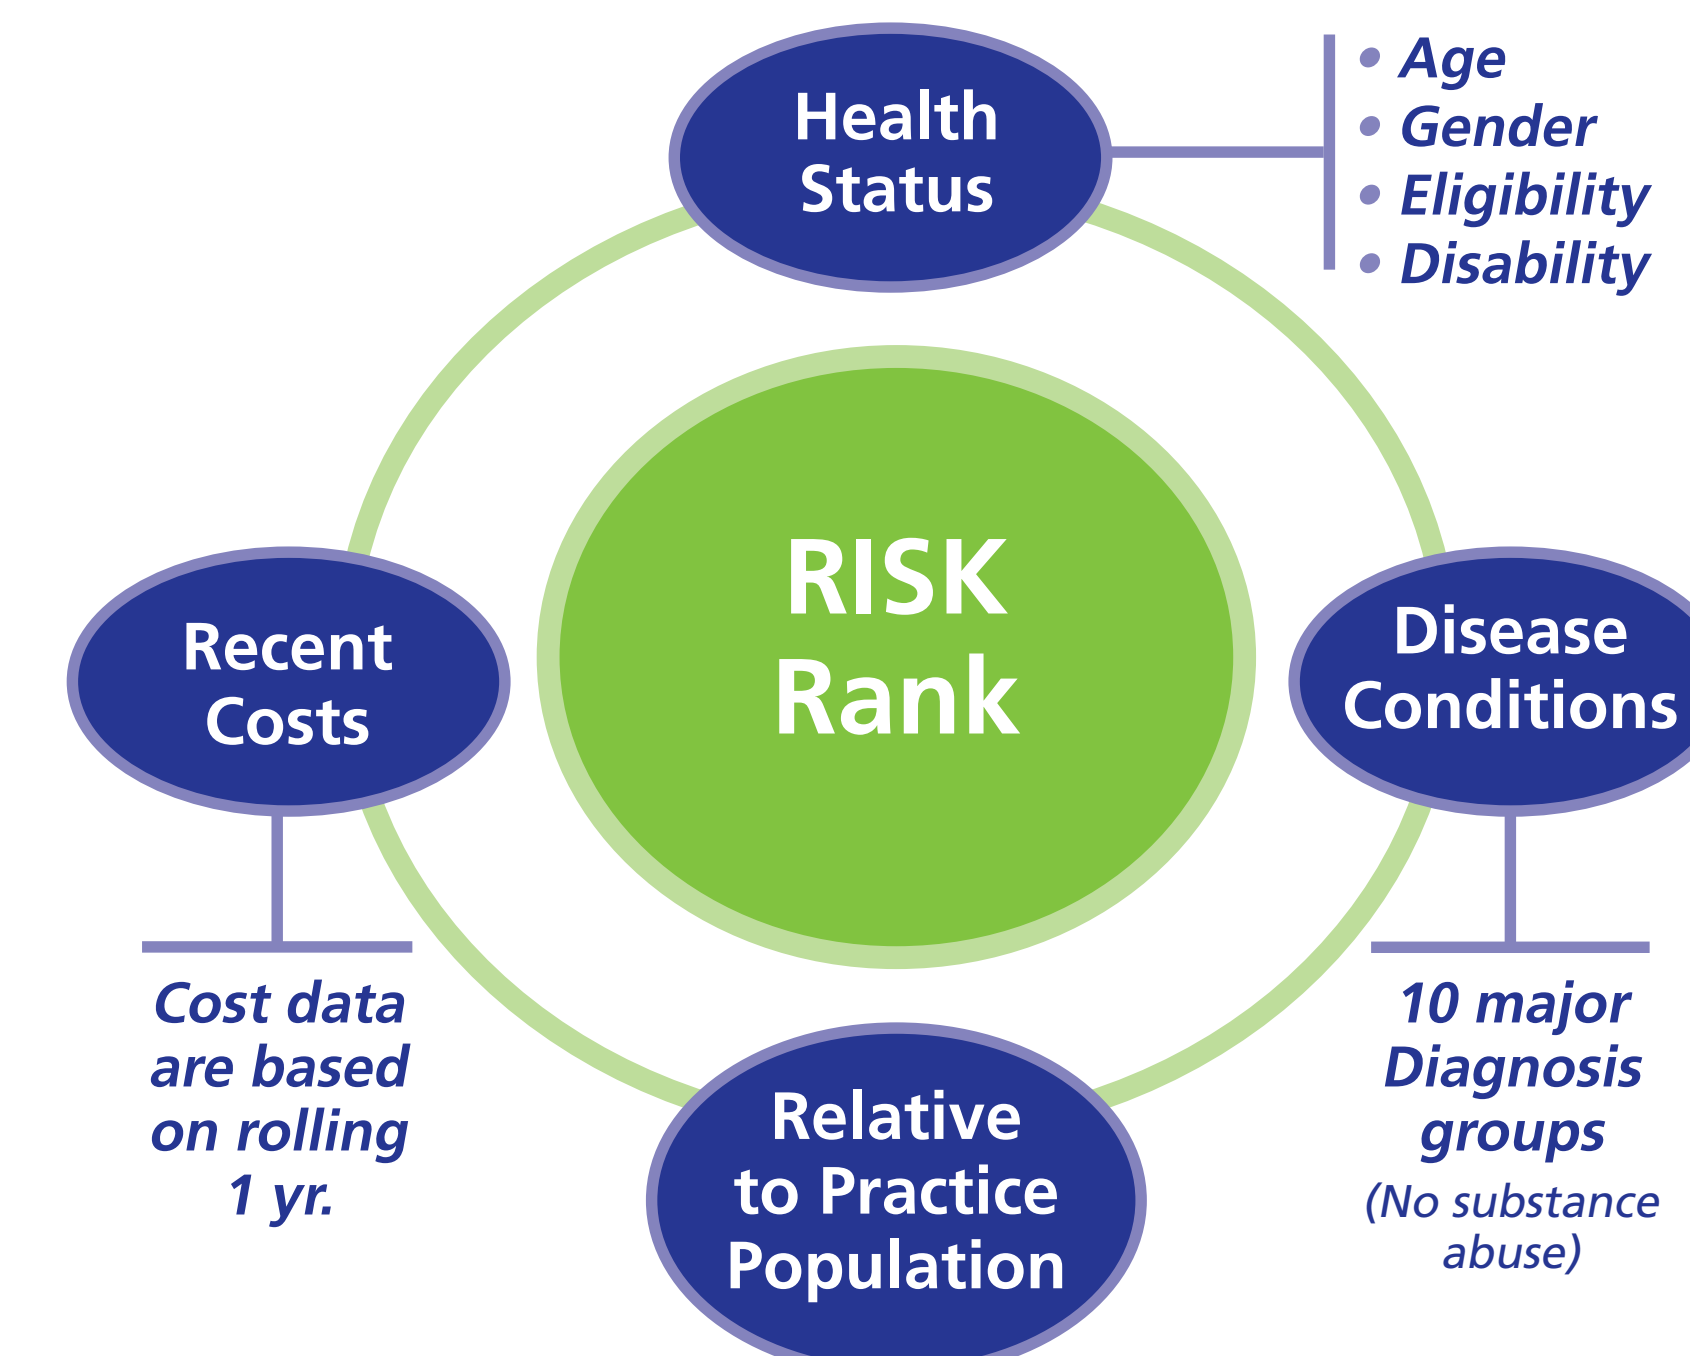 Health
Status
• Age
• Gender
• Eligibility
• Disability
RISK
Rank
Recent
Costs
Disease
Conditions
Cost data
are based
on rolling
1 yr.
Relative
to Practice
Population
10 major
Diagnosis
groups
(No substance
abuse)